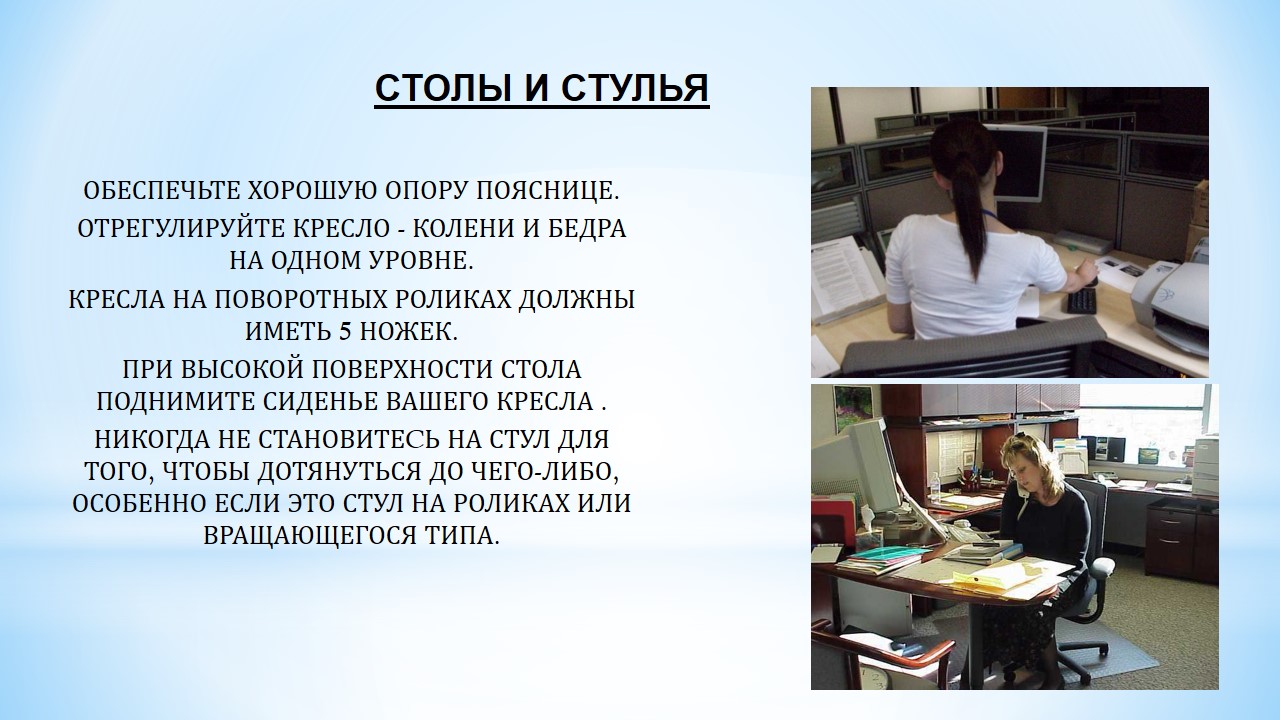 СТОЛЫ И СТУЛЬЯ
ОБЕСПЕЧЬТЕ ХОРОШУЮ ОПОРУ ПОЯСНИЦЕ.
ОТРЕГУЛИРУЙТЕ КРЕСЛО - КОЛЕНИ И БЕДРА
НА ОДНОМ УРОВНЕ.
КРЕСЛА НА ПОВОРОТНЫХ РОЛИКАХ ДОЛЖНЫ
ИМЕТЬ 5 НОЖЕК.
ПРИ ВЫСОКОЙ ПОВЕРХНОСТИ СТОЛА
ПОДНИМИТЕ СИДЕНЬЕ ВАШЕГО КРЕСЛА .
НИКОГДА НЕ СТАНОВИТЕСЬ НА СТУЛ ДЛЯ
ТОГО, ЧТОБЫ ДОТЯНУТЬСЯ ДО ЧЕГО-ЛИБО,
ОСОБЕННО ЕСЛИ ЭТО СТУЛ НА РОЛИКАХ ИЛИ
ВРАЩАЮЩЕГОСЯ ТИПА.